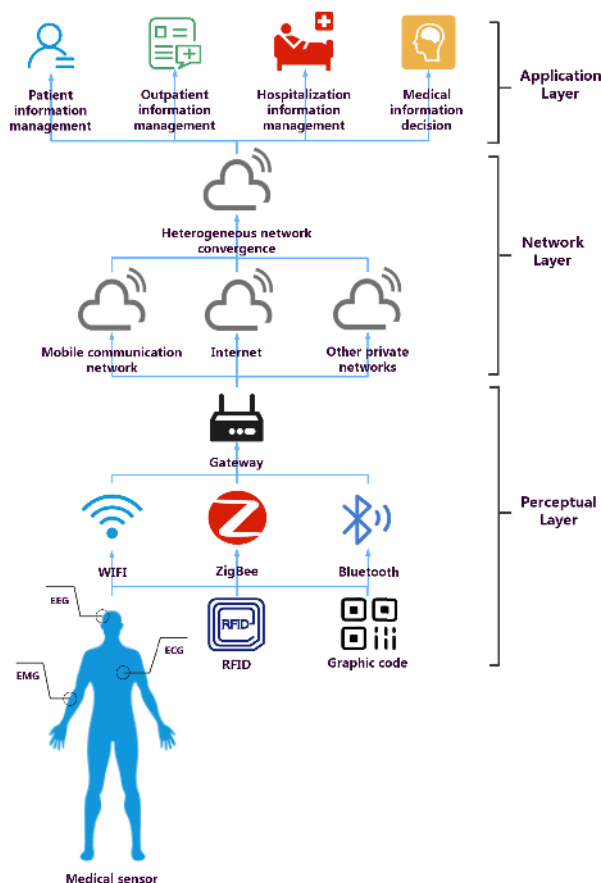 Patient
information
management
Outpatient
information
management
Hospitalization
information
management
Medical
information
decision
Application
Layer
Heterogeneous network
convergence
Network
Layer
Mobile communication
network
Internet
Other private
networks
Gateway
Perceptual
Layer
WIFI
ZigBee
Bluetooth
EEG
RFID
ECG
EMG
RFID
Graphic code
Medical sensor